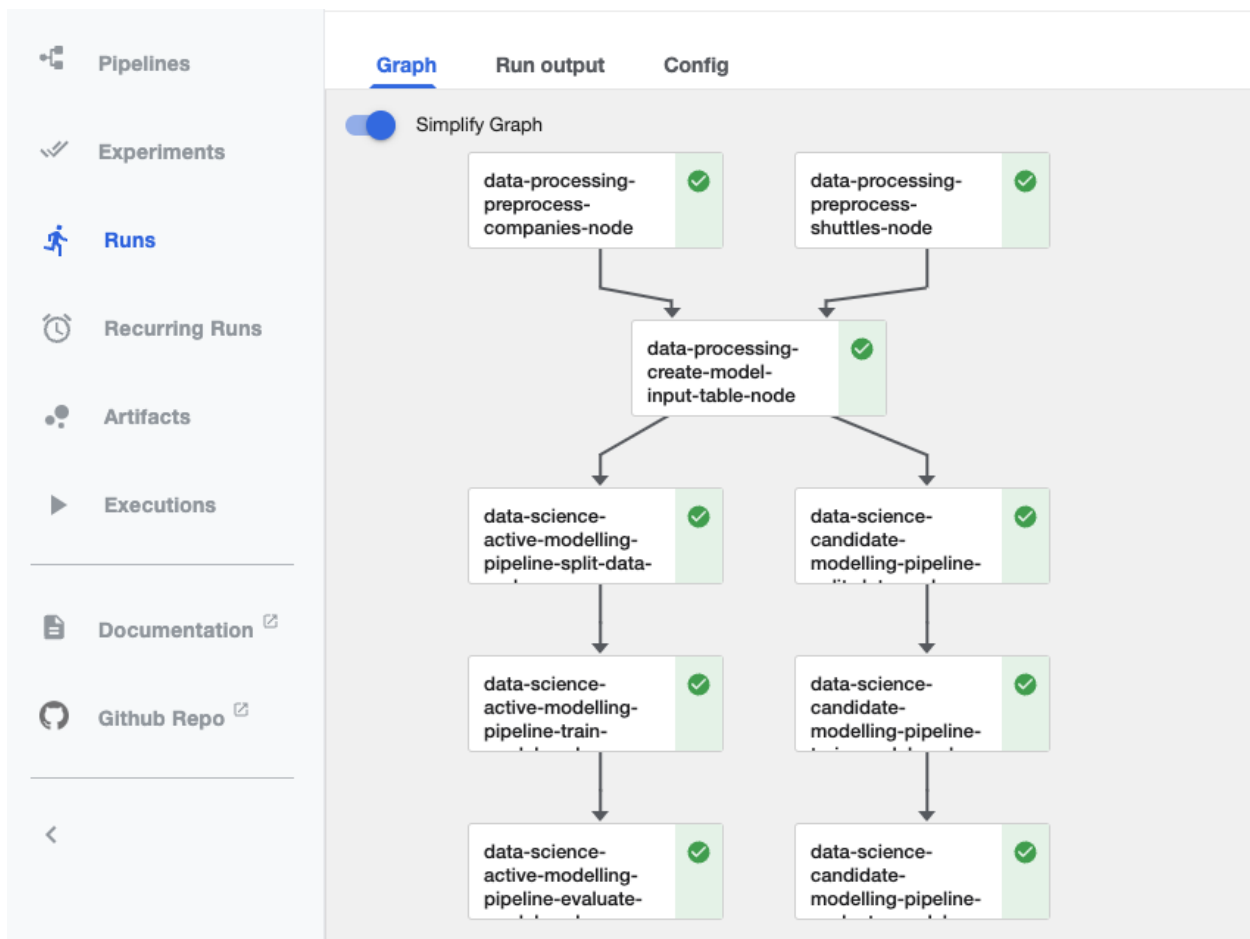 Pipelines
Experiments
Runs
Recurring Runs
Artifacts
Executions
Documentation
Github Repo
Graph Run output Config
Simplify Graph
data-processing-
preprocess-
companies-node
data-processing-
preprocess-
shuttles-node
data-processing-
create-model-
input-table-node
data-science-
active-modelling-
pipeline-split-data-
data-science-
candidate-
modelling-pipeline-
data-science-
active-modelling-
pipeline-train-
data-science-
candidate-
modelling-pipeline-
data-science-
active-modelling-
pipeline-evaluate-
data-science-
candidate-
modelling-pipeline-